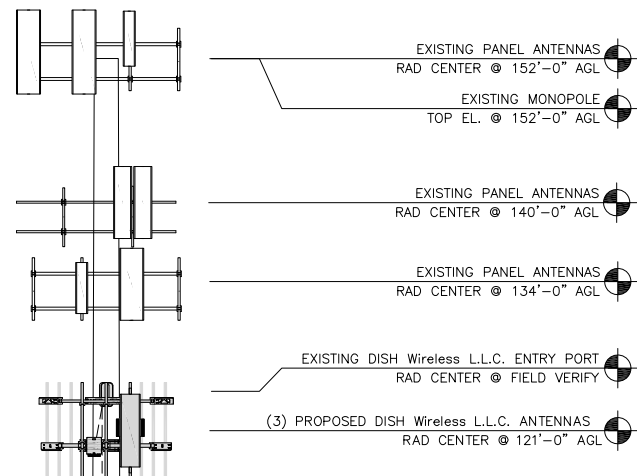 EXISTING PANEL ANTENNAS
RAD CENTER @ 152'-0" AGL
EXISTING MONOPOLE
TOP EL. @ 152'-0" AGL
EXISTING PANEL ANTENNAS
RAD CENTER @ 140'-0" AGL
EXISTING PANEL ANTENNAS
RAD CENTER @ 134'-0" AGL
EXISTING DISH Wireless L.L.C. ENTRY PORT
RAD CENTER @ FIELD VERIFY
(3) PROPOSED DISH Wireless L.L.C. ANTENNAS
RAD CENTER @ 121'-0" AGL